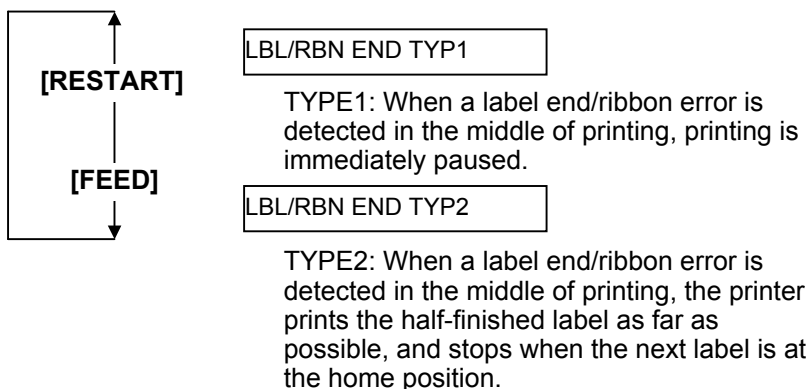 LBL/RBN END TYP1
[RESTART]
TYPE1: When a label end/ribbon error is
detected in the middle of printing, printing is
immediately paused.
[FEED]
LBL/RBN END TYP2
TYPE2: When a label end/ribbon error is
detected in the middle of printing, the printer
prints the half-finished label as far as
possible, and stops when the next label is at
the home position.